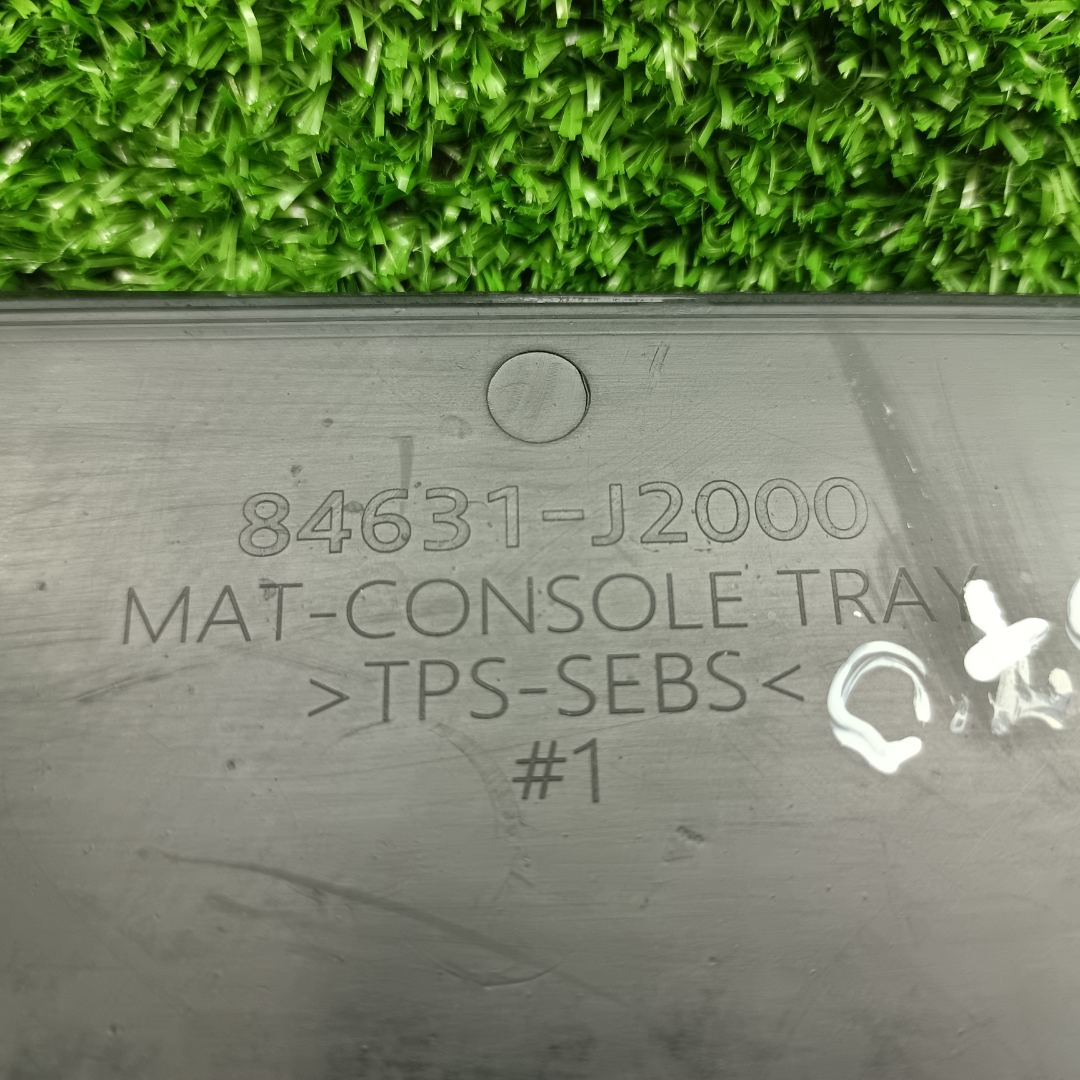 84631-J2000
MAT-CONSOLE TRAY
>TPS-SEBS<
#1